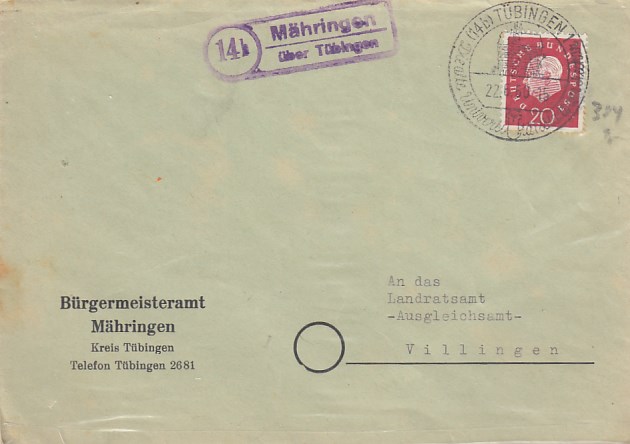 14b
Mähringen
über Tübingen
(14b) TÜBINGEN
DEUTSCHE BUNDESPOST
20
An das
Landratsamt
-Ausgleichsamt-
Villingen
Bürgermeisteramt
Mähringen
Kreis Tübingen
Telefon Tübingen 2681